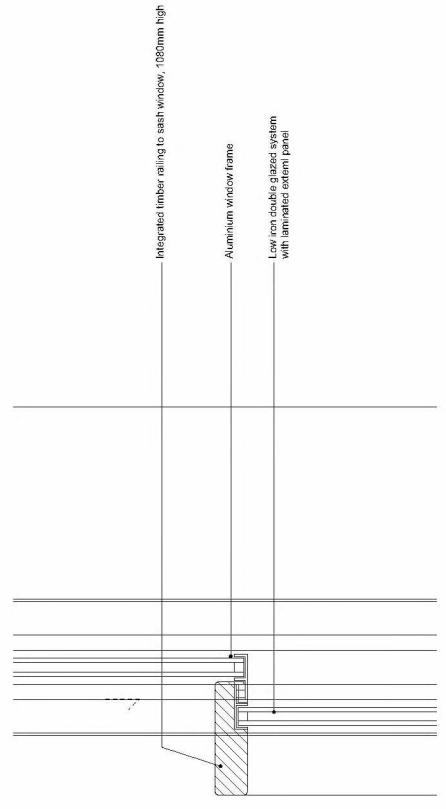 Integrated timber railing to sash window, 1080mm high
Aluminium window frame
Low iron double glazed system
with laminated externl panel